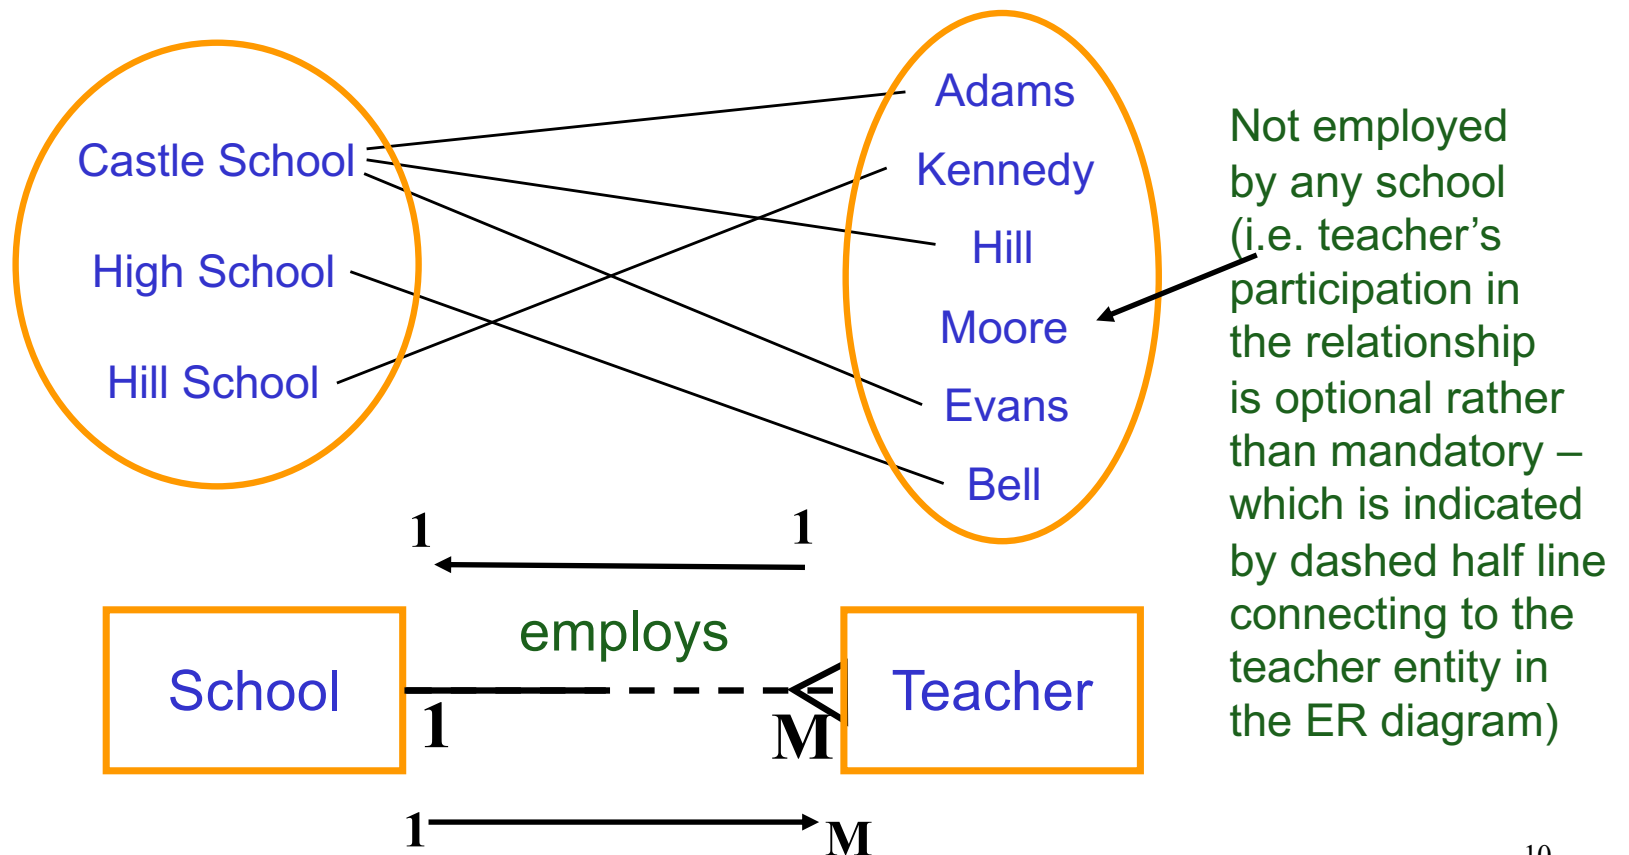 Castle School
High School
Hill School
Adams
Kennedy
Hill
Moore
Evans
Bell
Not employed
by any school
(i.e. teacher’s
participation in
the relationship
is optional rather
than mandatory –
which is indicated
by dashed half line
connecting to the
teacher entity in
the ER diagram)
1 1
employs
School
Teacher
1 M
1 M
10